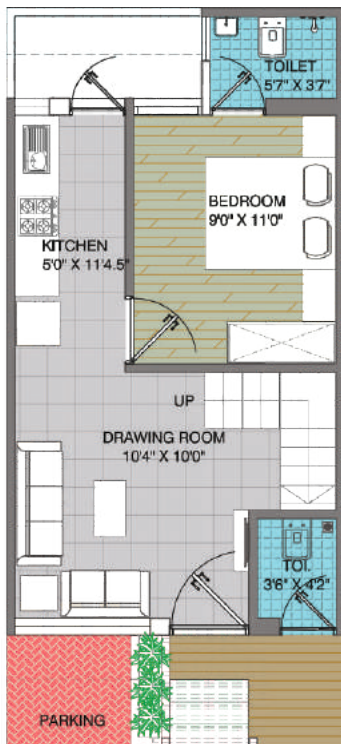 TOILET
5'7" X 3'7"
BEDROOM
9'0" X 11'0"
KITCHEN
5'0" X 11'4.5"
UP
DRAWING ROOM
10'4" X 10'0"
TOI.
3'6" X 4'2"
PARKING